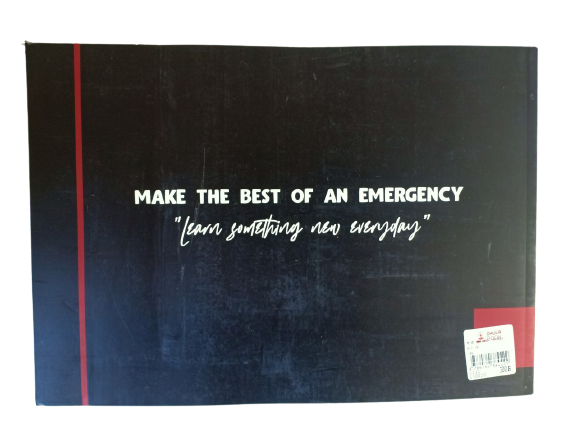 MAKE THE BEST OF AN EMERGENCY
"Learn something new everyday"